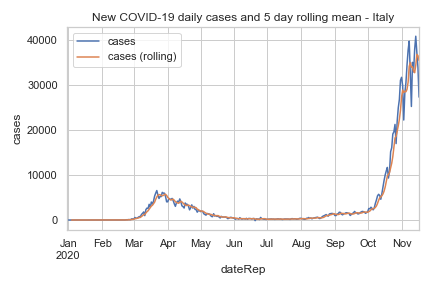 New COVID-19 daily cases and 5 day rolling mean - Italy
cases
cases (rolling)
40000
30000
20000
10000
0
cases
Jan Feb Mar Apr May Jun Jul Aug Sep Oct Nov
2020
dateRep